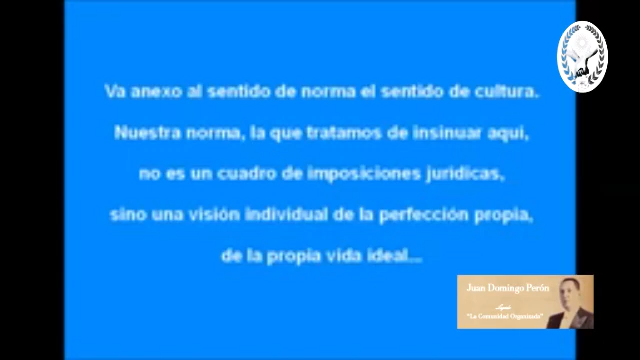 Va anexo al sentido de norma el sentido de cultura.
Nuestra norma, la que tratamos de insinuar aqui,
no es un cuadro de imposiciones jurídicas,
sino una visión individual de la perfección propia,
de la propia vida ideal...
Juan Domingo Perón
Legado
"La Comunidad Organizada"